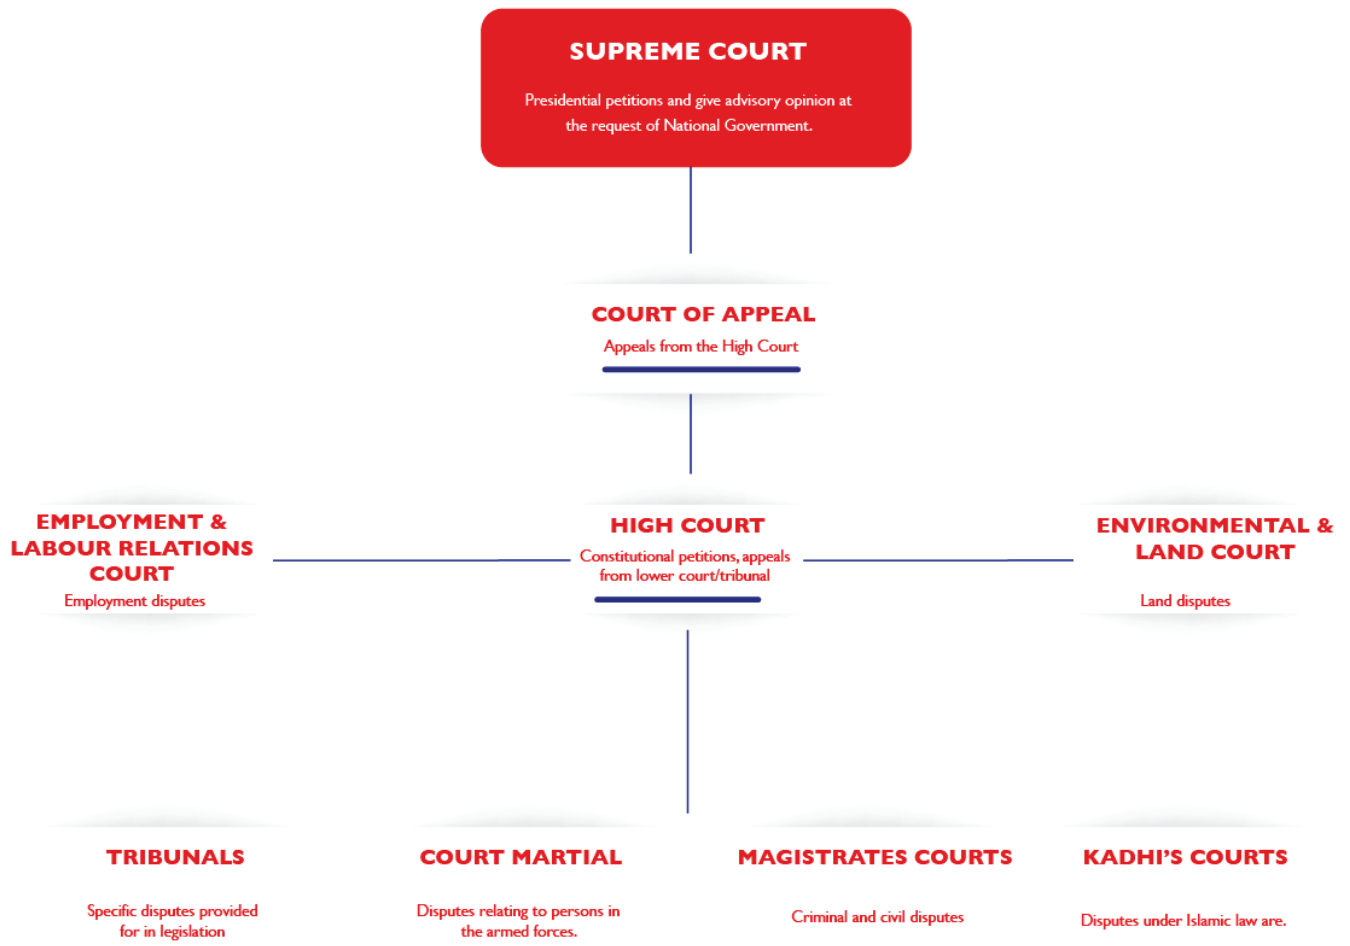 SUPREME COURT
Presidential petitions and give advisory opinion at
the request of National Government.
COURT OF APPEAL
Appeals from the High Court
EMPLOYMENT &
LABOUR RELATIONS
COURT
Employment disputes
HIGH COURT
Constitutional petitions, appeals
from lower court/tribunal
ENVIRONMENTAL &
LAND COURT
Land disputes
TRIBUNALS
Specific disputes provided
for in legislation
COURT MARTIAL
Disputes relating to persons in
the armed forces.
MAGISTRATES COURTS
Criminal and civil disputes
KADHI’S COURTS
Disputes under Islamic law are.